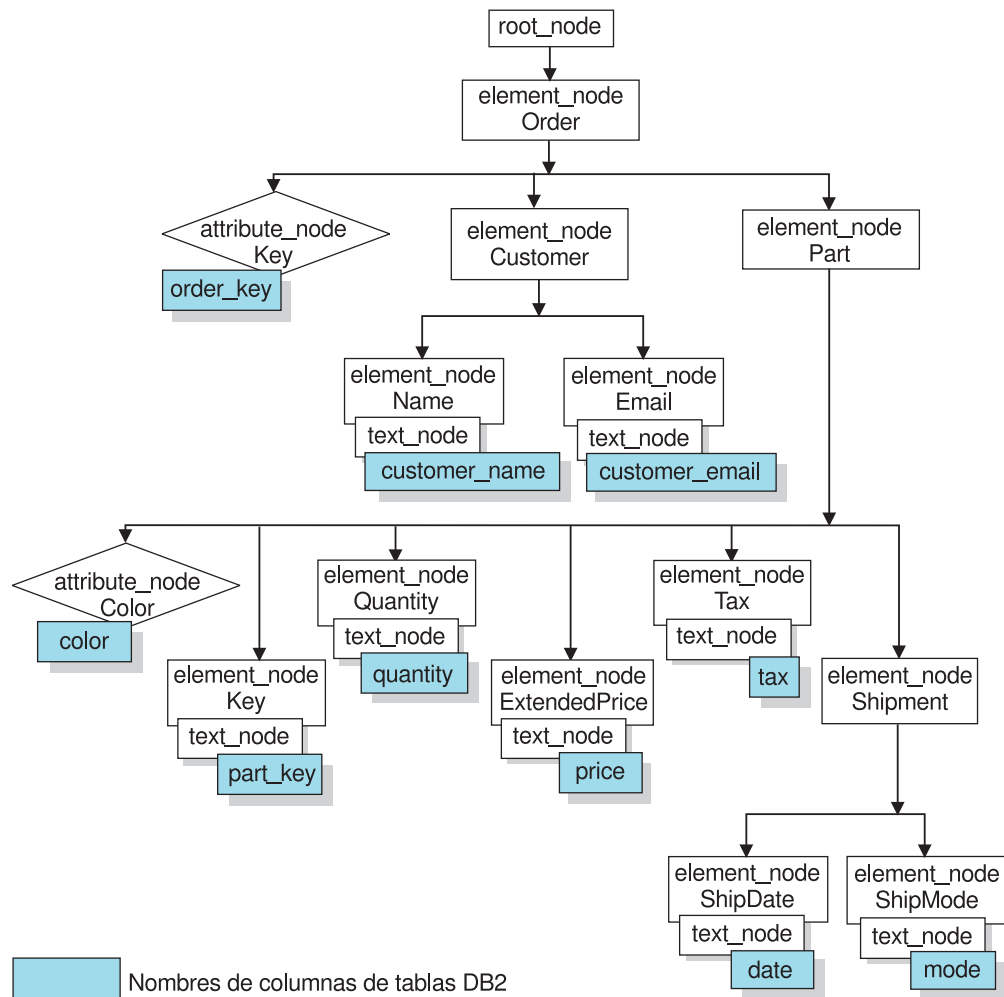 root_node
element_node
Order
attribute_node
Key
order_key
element_node
Customer
element_node
Part
element_node
Name
text_node
customer_name
element_node
Email
text_node
customer_email
attribute_node
Color
color
element_node
Key
text_node
part_key
element_node
Quantity
text_node
quantity
element_node
ExtendedPrice
text_node
price
element_node
Tax
text_node
tax
element_node
Shipment
element_node
ShipDate
text_node
date
element_node
ShipMode
text_node
mode
Nombres de columnas de tablas DB2